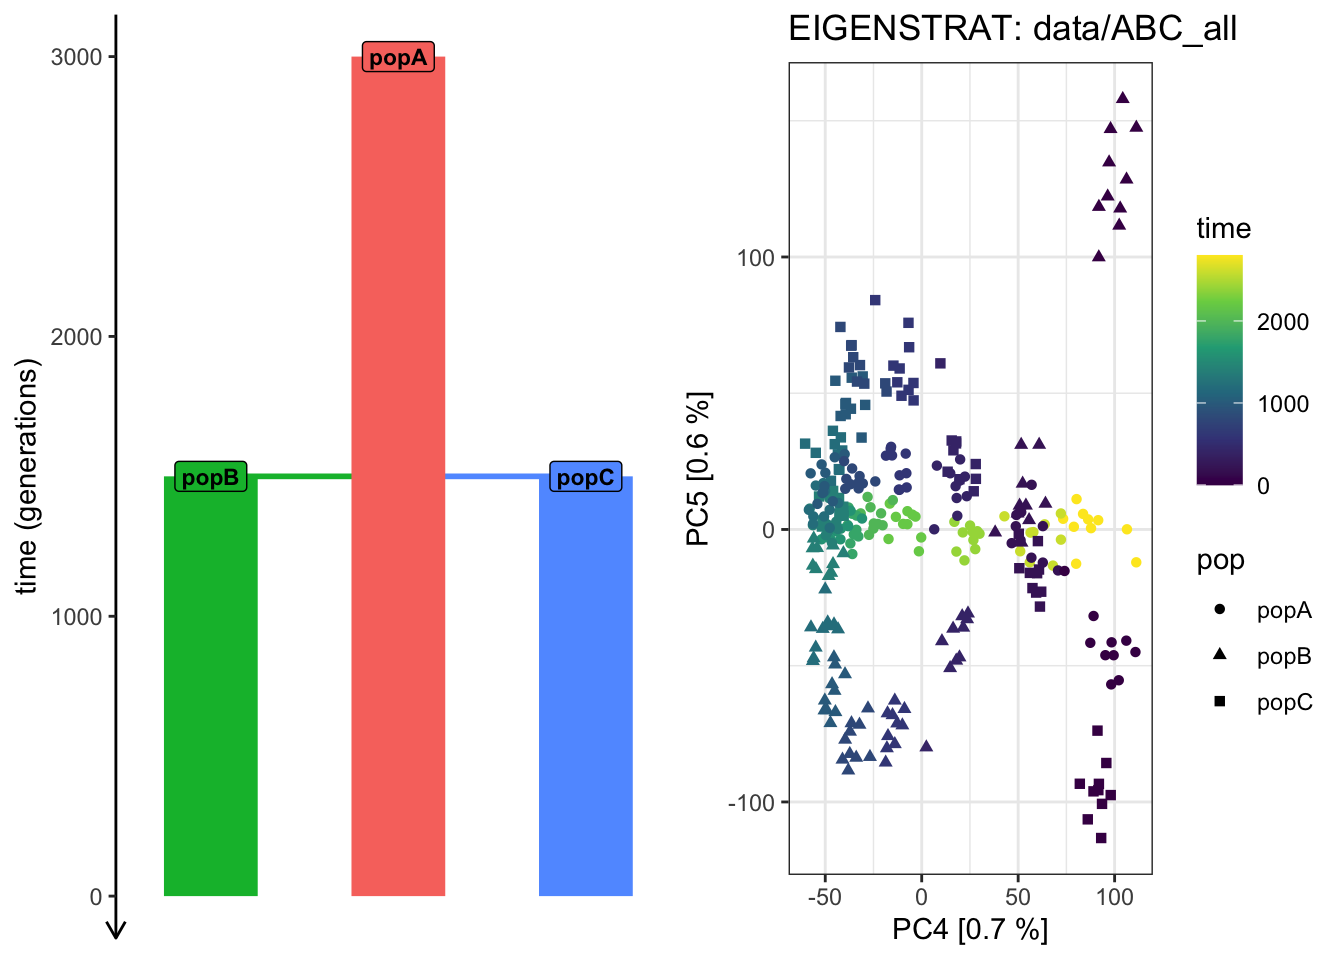 time (generations)
3000
2000
1000
0
popA
popB
popC
EIGENSTRAT: data/ABC_all
PC5 [0.6 %]
100
0
-100
-50
0
50
100
PC4 [0.7 %]
time
2000
1000
0
pop
popA
popB
popC